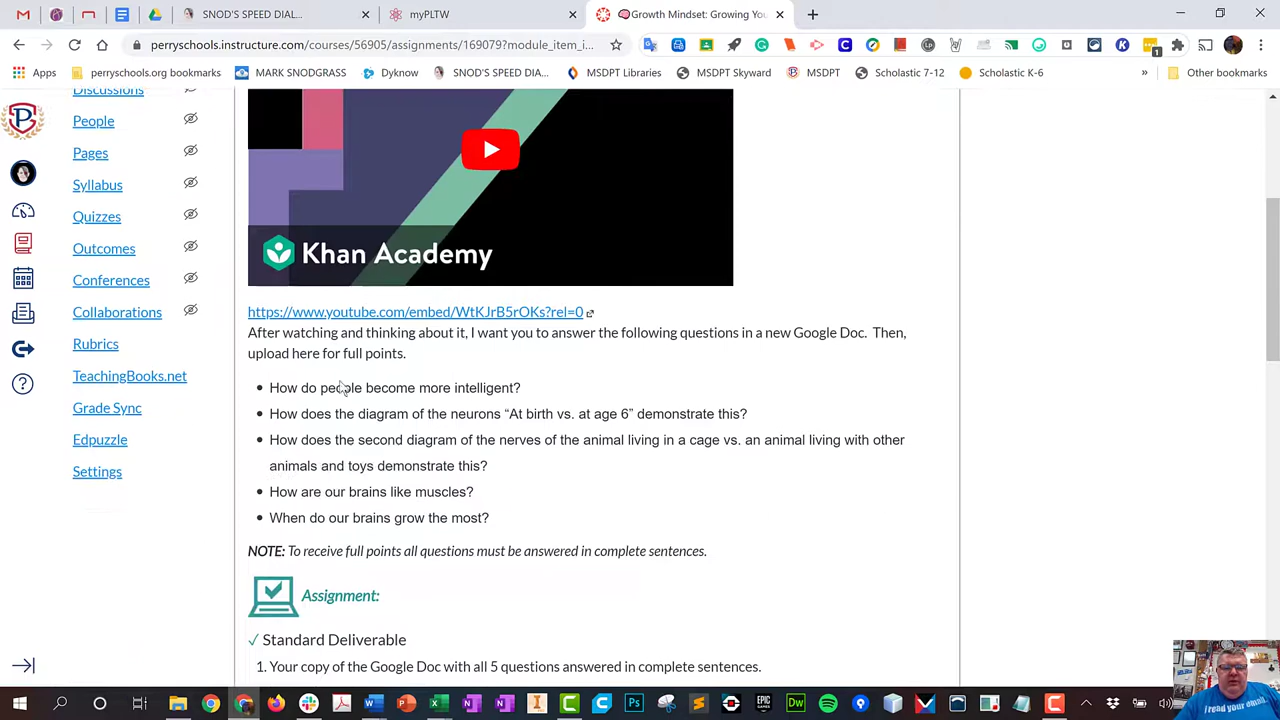 SNOD'S SPEED DIAL
myPLTW
🧠Growth Mindset: Growing You
perryschools.instructure.com/courses/56905/assignments/169079?module_item_i...
Apps
perryschools.org bookmarks
MARK SNODGRASS
Dyknow
SNOD'S SPEED DIA...
MSDPT Libraries
MSDPT Skyward
MSDPT
Scholastic 7-12
Scholastic K-6
»
Other bookmarks
Discussions
People
Pages
Syllabus
Quizzes
Outcomes
Conferences
Collaborations
Rubrics
TeachingBooks.net
Grade Sync
Edpuzzle
Settings
Khan Academy
https://www.youtube.com/embed/WtKJrB5rOKs?rel=0
After watching and thinking about it, I want you to answer the following questions in a new Google Doc. Then,
upload here for full points.
• How do people become more intelligent?
• How does the diagram of the neurons “At birth vs. at age 6” demonstrate this?
• How does the second diagram of the nerves of the animal living in a cage vs. an animal living with other
animals and toys demonstrate this?
• How are our brains like muscles?
• When do our brains grow the most?
NOTE: To receive full points all questions must be answered in complete sentences.
Assignment:
✓ Standard Deliverable
1. Your copy of the Google Doc with all 5 questions answered in complete sentences.
I read your email.